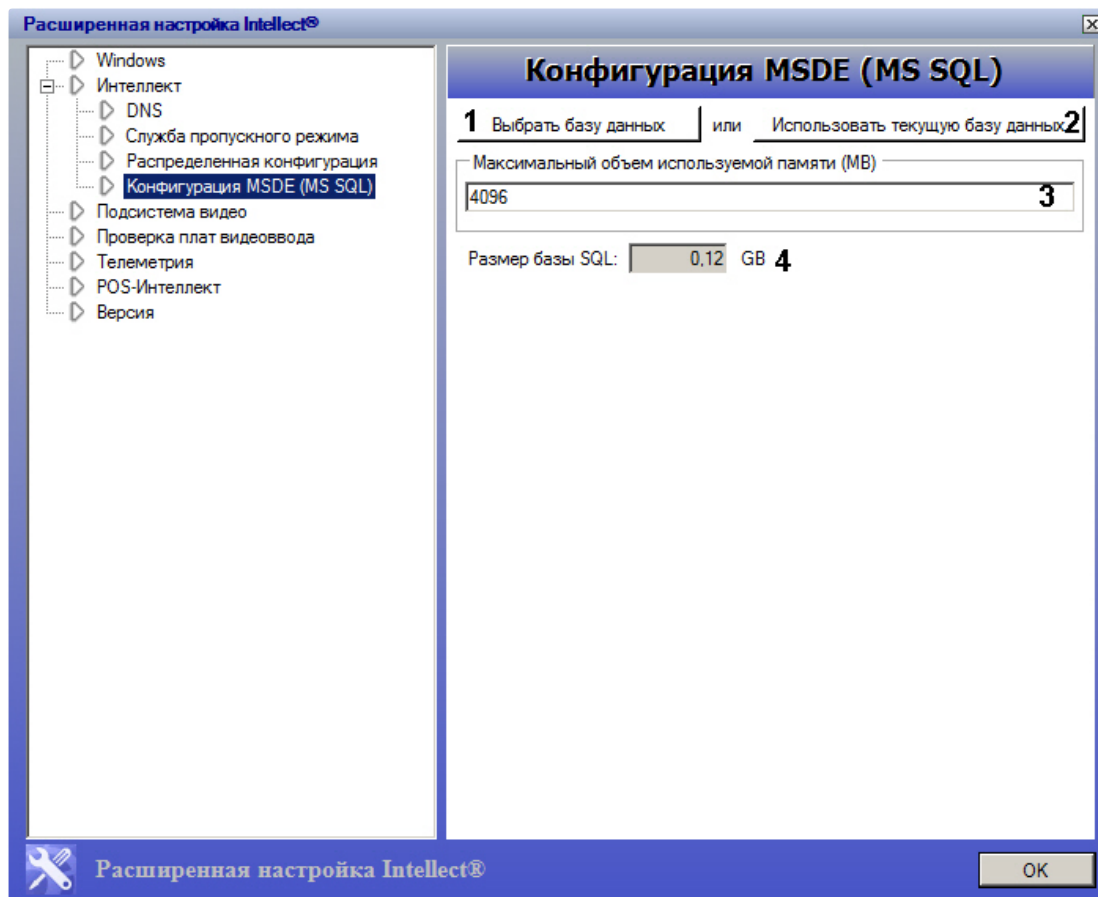 Расширенная настройка Intellect®
Windows
Интеллект
DNS
Служба пропускного режима
Распределенная конфигурация
Конфигурация MSDE (MS SQL)
Подсистема видео
Проверка плат видеоввода
Телеметрия
POS-Интеллект
Версия
Конфигурация MSDE (MS SQL)
1 Выбрать базу данных или Использовать текущую базу данных 2
Максимальный объем используемой памяти (МВ)
4096 3
Размер базы SQL: 0,12 GB 4
Расширенная настройка Intellect®
OK